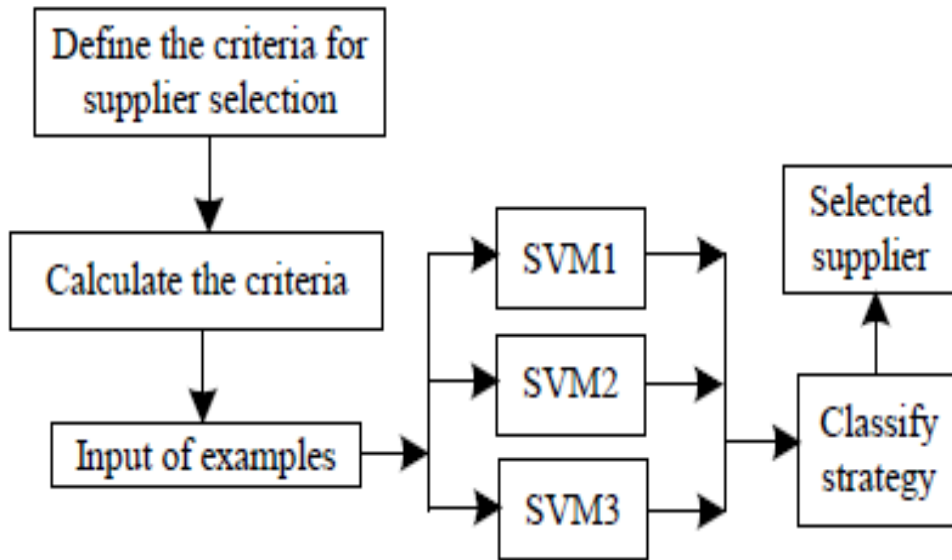 Define the criteria for
supplier selection
Calculate the criteria
Input of examples
SVM1
SVM2
SVM3
Classify
strategy
Selected
supplier